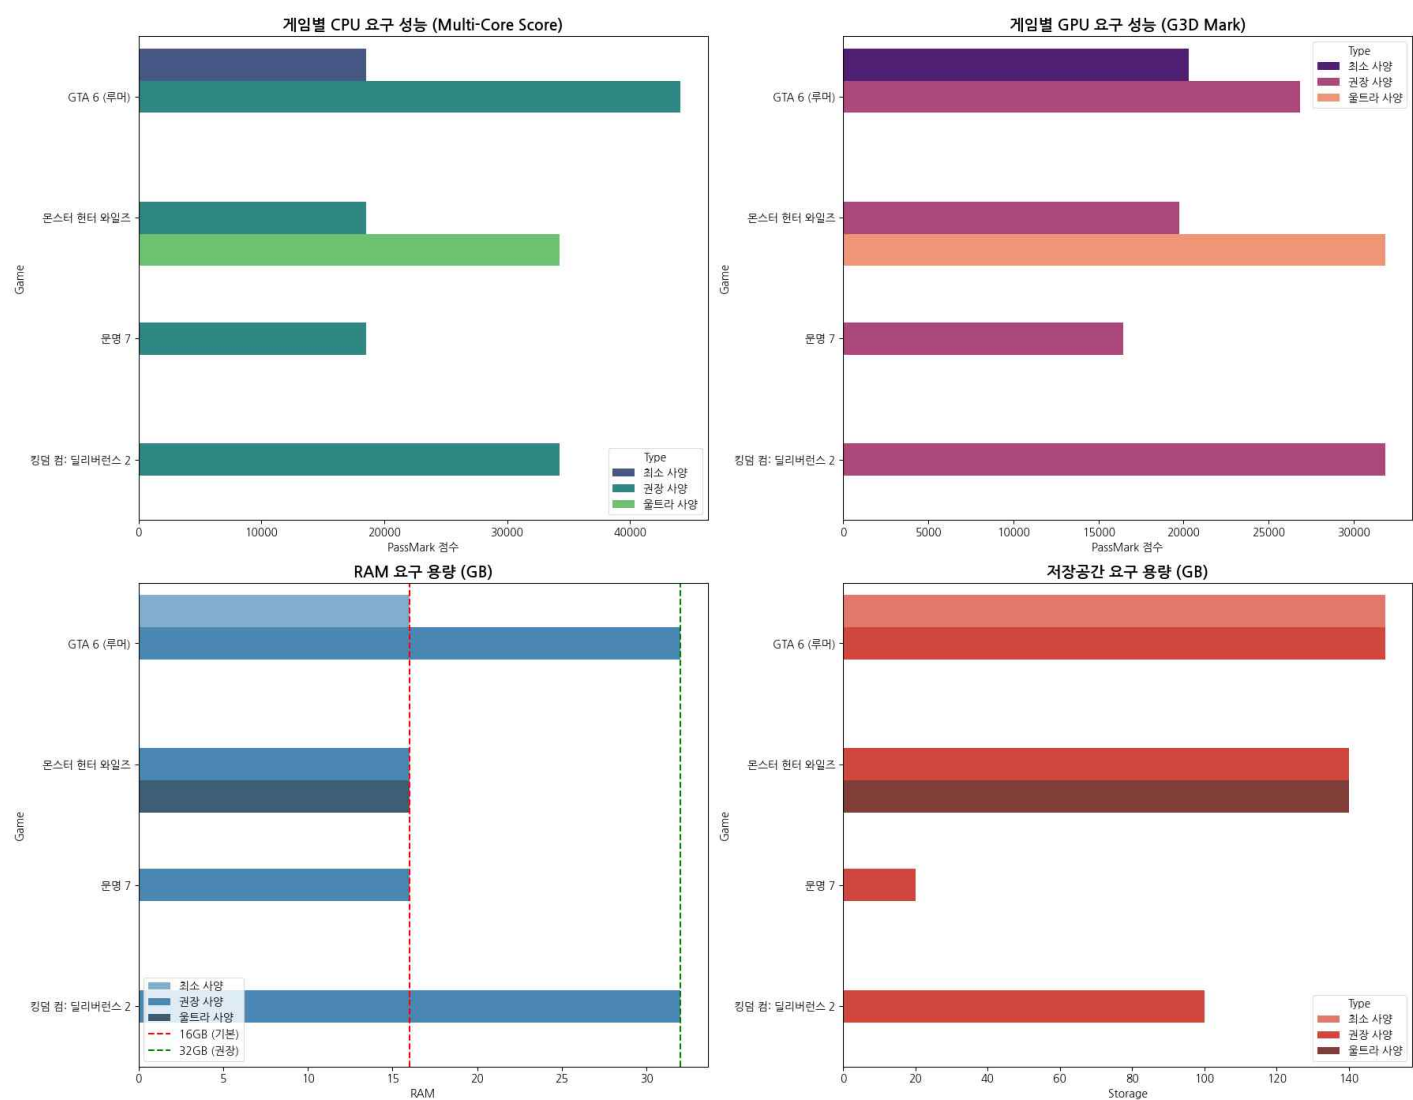 게임별 CPU 요구 성능 (Multi-Core Score)
GTA 6 (루머)
몬스터 헌터 와일즈
문명 7
킹덤 컴: 딜리버런스 2
Game
0 10000 20000 30000 40000
PassMark 점수
Type
최소 사양
권장 사양
울트라 사양
게임별 GPU 요구 성능 (G3D Mark)
GTA 6 (루머)
몬스터 헌터 와일즈
문명 7
킹덤 컴: 딜리버런스 2
Game
0 5000 10000 15000 20000 25000 30000
PassMark 점수
Type
최소 사양
권장 사양
울트라 사양
RAM 요구 용량 (GB)
GTA 6 (루머)
몬스터 헌터 와일즈
문명 7
킹덤 컴: 딜리버런스 2
Game
0 5 10 15 20 25 30
RAM
최소 사양
권장 사양
울트라 사양
16GB (기본)
32GB (권장)
저장공간 요구 용량 (GB)
GTA 6 (루머)
몬스터 헌터 와일즈
문명 7
킹덤 컴: 딜리버런스 2
Game
0 20 40 60 80 100 120 140
Storage
Type
최소 사양
권장 사양
울트라 사양